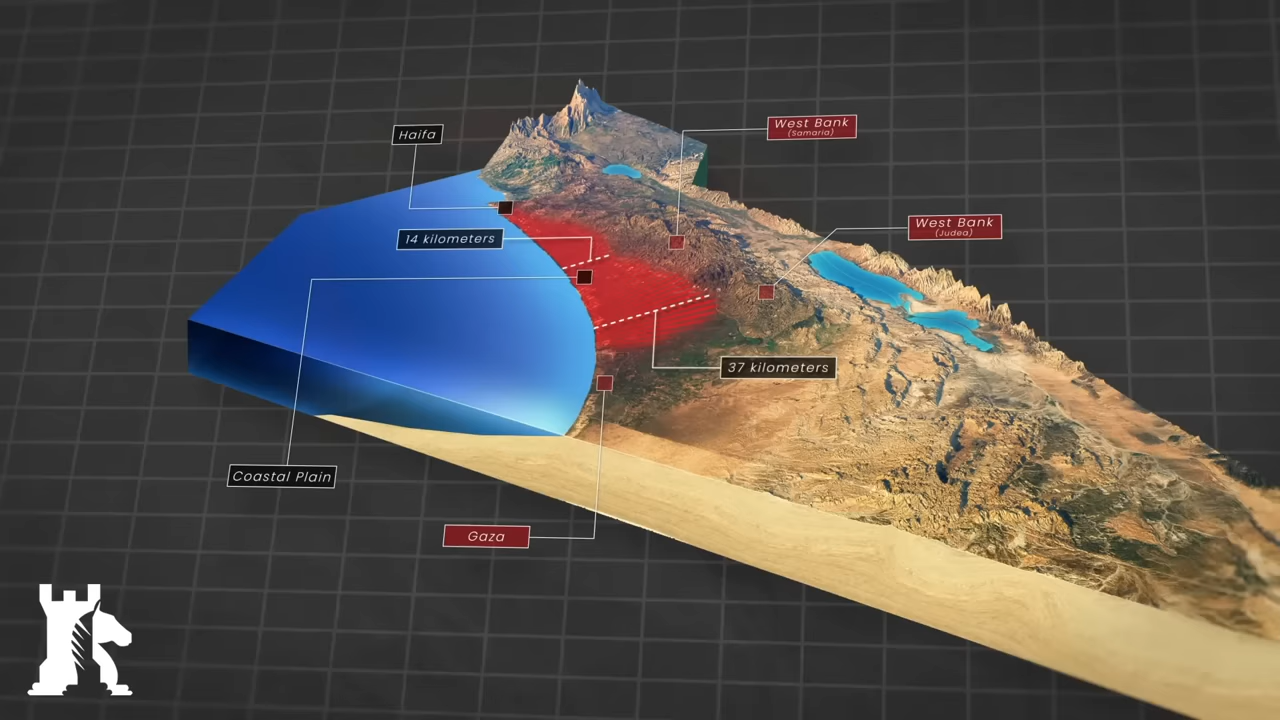 West Bank
(Samaria)
Haifa
West Bank
(Judea)
14 kilometers
37 kilometers
Coastal Plain
Gaza